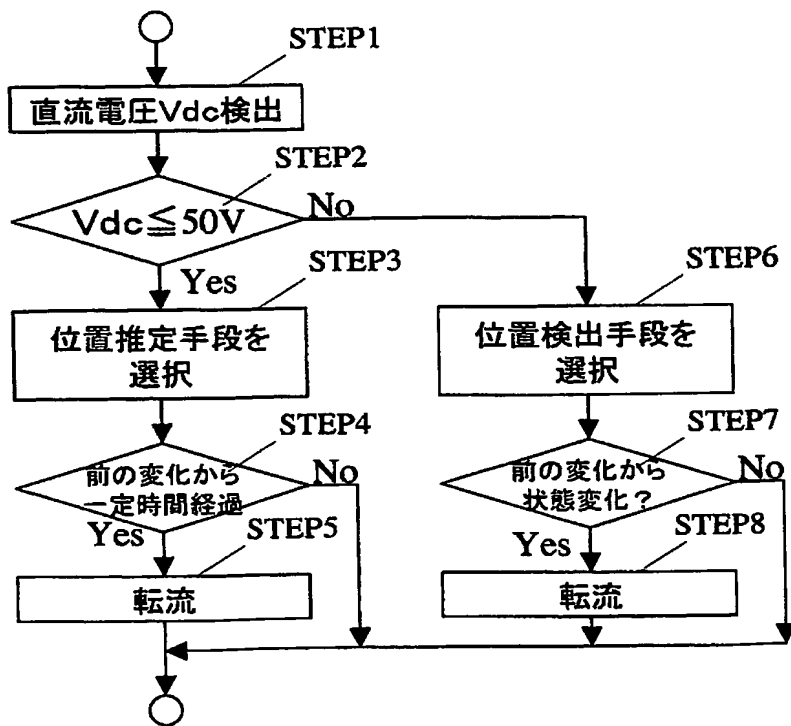 STEP1
直流電圧Vdc検出
STEP2
Vdc≦50V
No
Yes
STEP3
位置推定手段を
選択
STEP4
前の変化から
一定時間経過
No
Yes
STEP5
転流
STEP6
位置検出手段を
選択
STEP7
前の変化から
状態変化？
No
Yes
STEP8
転流